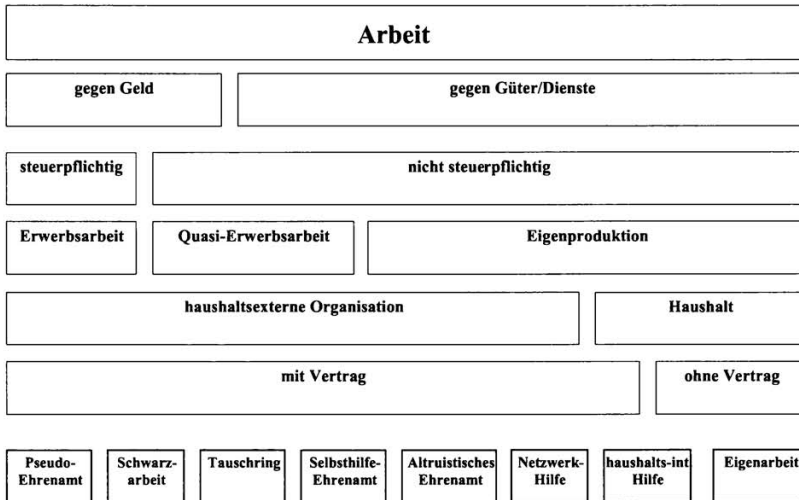 Arbeit
gegen Geld
gegen Güter/Dienste
steuerpflichtig
nicht steuerpflichtig
Erwerbsarbeit
Quasi-Erwerbsarbeit
Eigenproduktion
haushaltsexterne Organisation
Haushalt
mit Vertrag
ohne Vertrag
Pseudo-
Ehrenamt
Schwarz-
arbeit
Tauschring
Selbsthilfe-
Ehrenamt
Altruistisches
Ehrenamt
Netzwerk-
Hilfe
haushalts-int.
Hilfe
Eigenarbeit